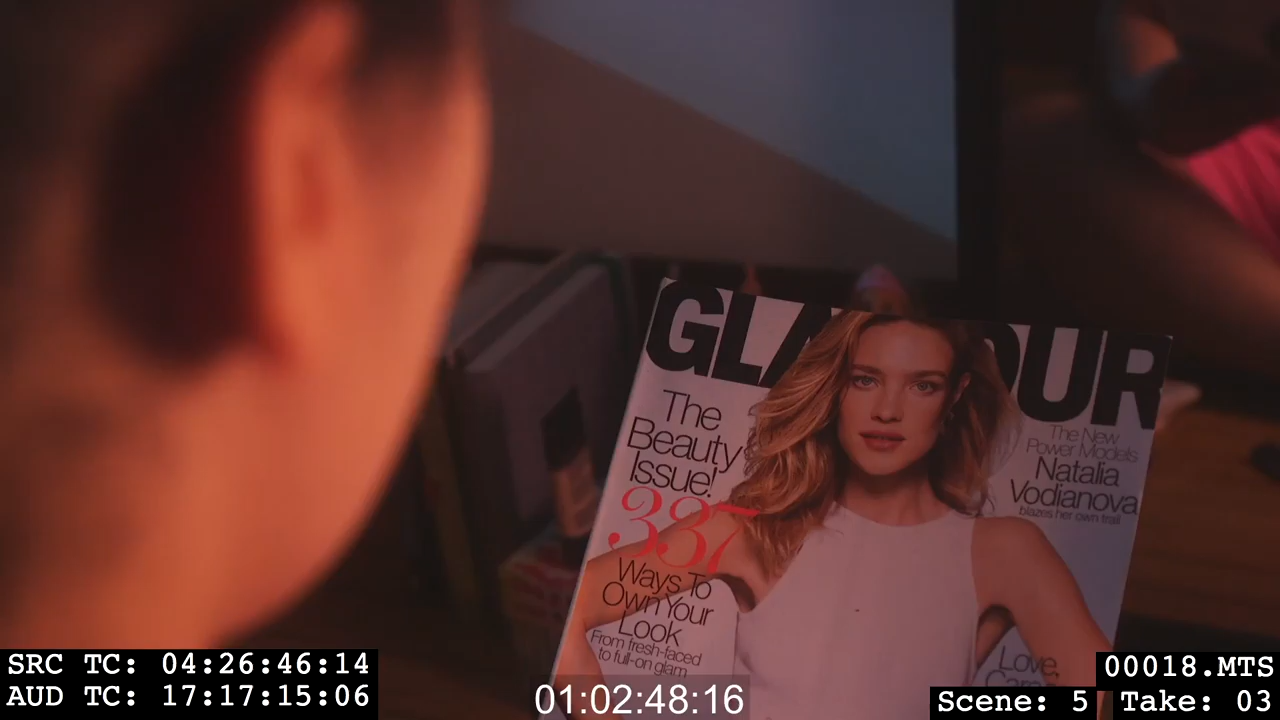 GLAMOUR
The
Beauty
Issue!
337
Ways To
Own Your
Look
From fresh-faced
to full-on glam
The New
Power Models
Natalia
Vodianova
blazes her own trail
Love,
SRC TC: 04:26:46:14
AUD TC: 17:17:15:06
01:02:48:16
00018.MTS
Scene: 5 Take: 03